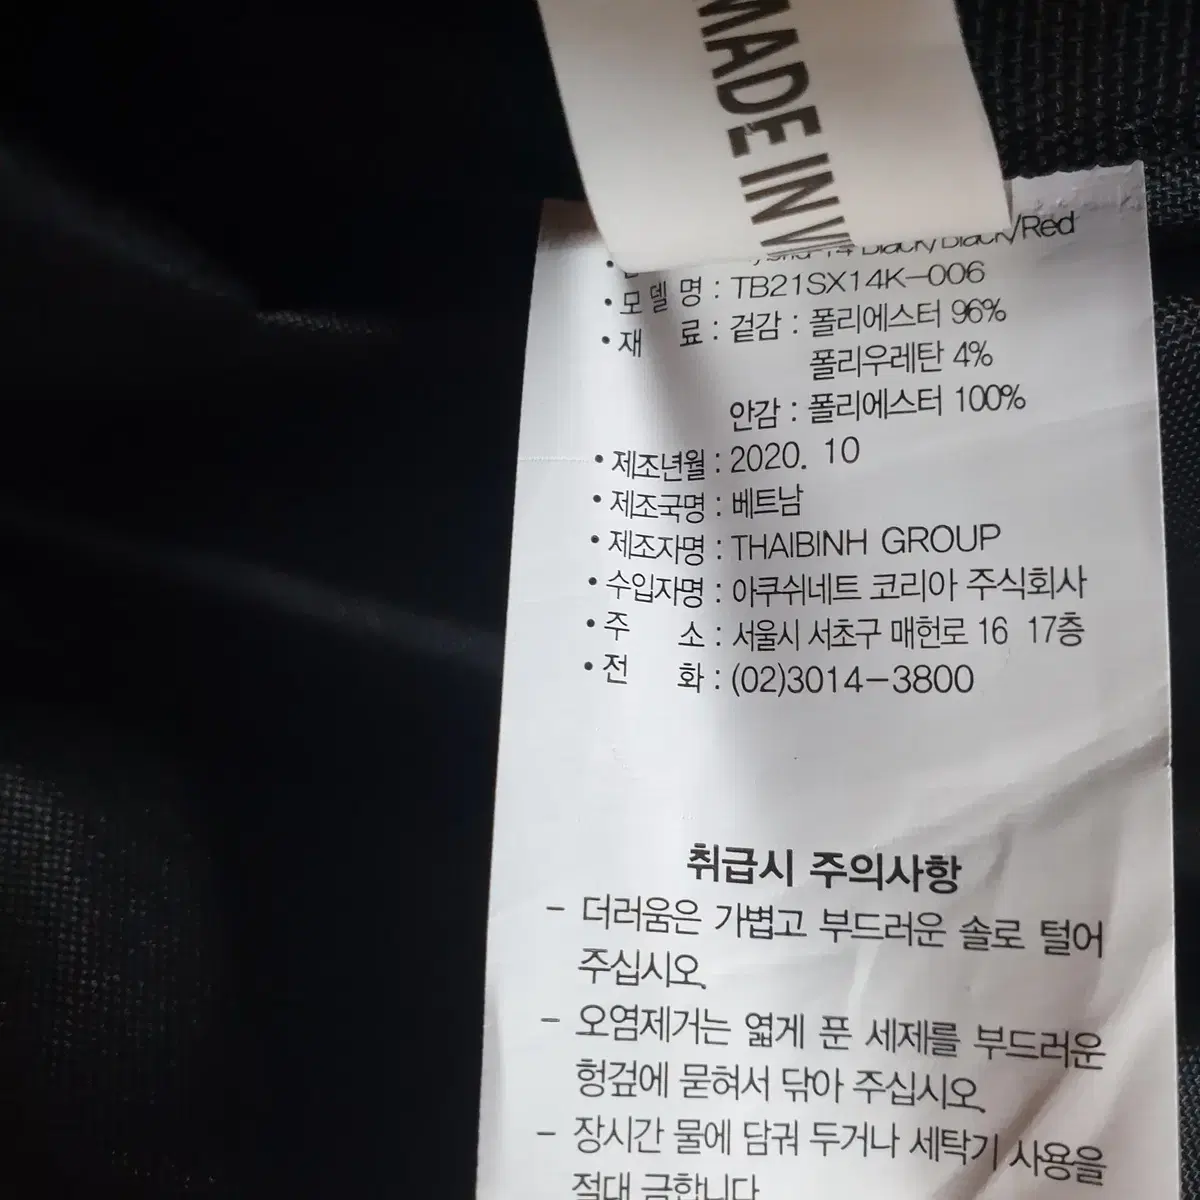 MADE IN
14 Black/Black/Red
• 모델명 : TB21SX14K-006
• 재 료 : 겉감 : 폴리에스터 96%
폴리우레탄 4%
안감 : 폴리에스터 100%
• 제조년월 : 2020. 10
• 제조국명 : 베트남
• 제조자명 : THAIBINH GROUP
• 수입자명 : 아쿠쉬네트 코리아 주식회사
• 주 소 : 서울시 서초구 매헌로 16 17층
• 전 화 : (02)3014-3800
취급시 주의사항
- 더러움은 가볍고 부드러운 솔로 털어
주십시오.
- 오염제거는 엷게 푼 세제를 부드러운
헝겊에 묻혀서 닦아 주십시오.
- 장시간 물에 담궈 두거나 세탁기 사용을
절대 금합니다